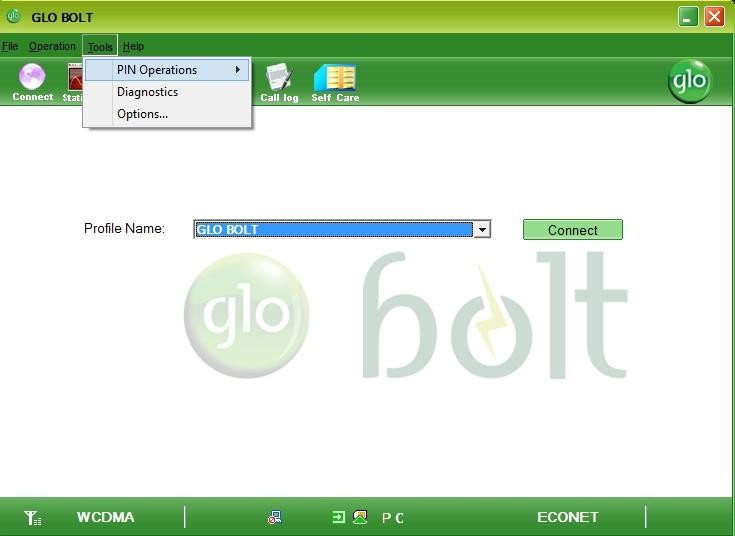 glo GLO BOLT
File Operation Tools Help
PIN Operations
Diagnostics
Options...
Connect Call log Self Care
glo
Profile Name: GLO BOLT Connect
glo bolt
WCDMA P C ECONET